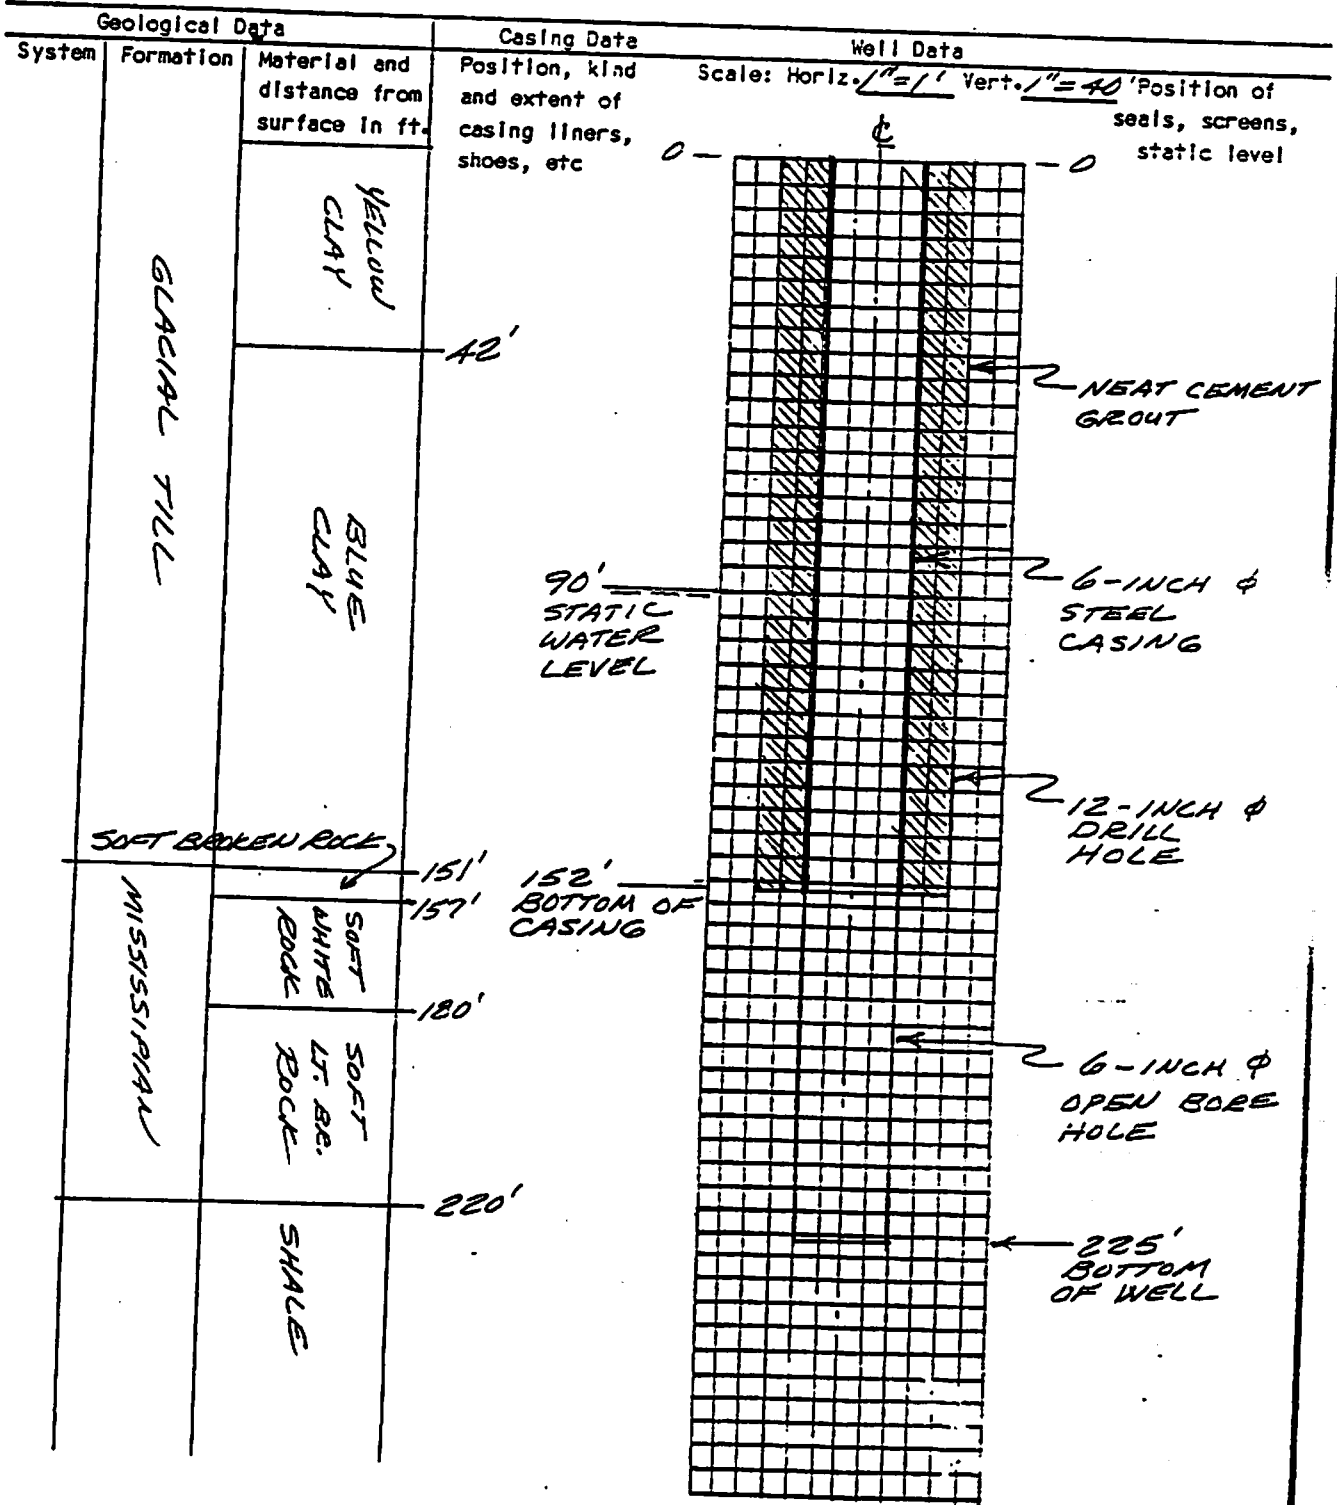 Geological Data
Casing Data
Well Data
System
Formation
Material and
distance from
surface in ft.
Position, kind
and extent of
casing liners,
shoes, etc
Scale: Horiz. 1"=1' Vert. 1"=40' Position of
seals, screens,
static level
℄
0
0
YELLOW
CLAY
42'
GLACIAL TILL
NEAT CEMENT
GROUT
BLUE
CLAY
90'
STATIC
WATER
LEVEL
6-INCH ϕ
STEEL
CASING
12-INCH ϕ
DRILL
HOLE
SOFT BROKEN ROCK
151'
152'
BOTTOM OF
CASING
157'
MISSISSIPIAN
SOFT
WHITE
ROCK
180'
SOFT
LT. BR.
ROCK
6-INCH ϕ
OPEN BORE
HOLE
220'
SHALE
225'
BOTTOM
OF WELL